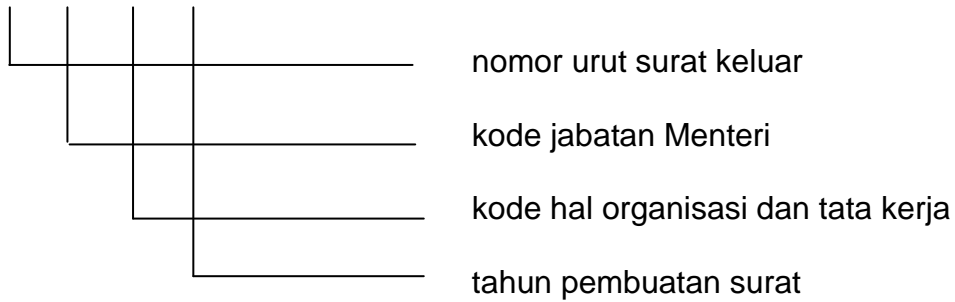 nomor urut surat keluar
kode jabatan Menteri
kode hal organisasi dan tata kerja
tahun pembuatan surat